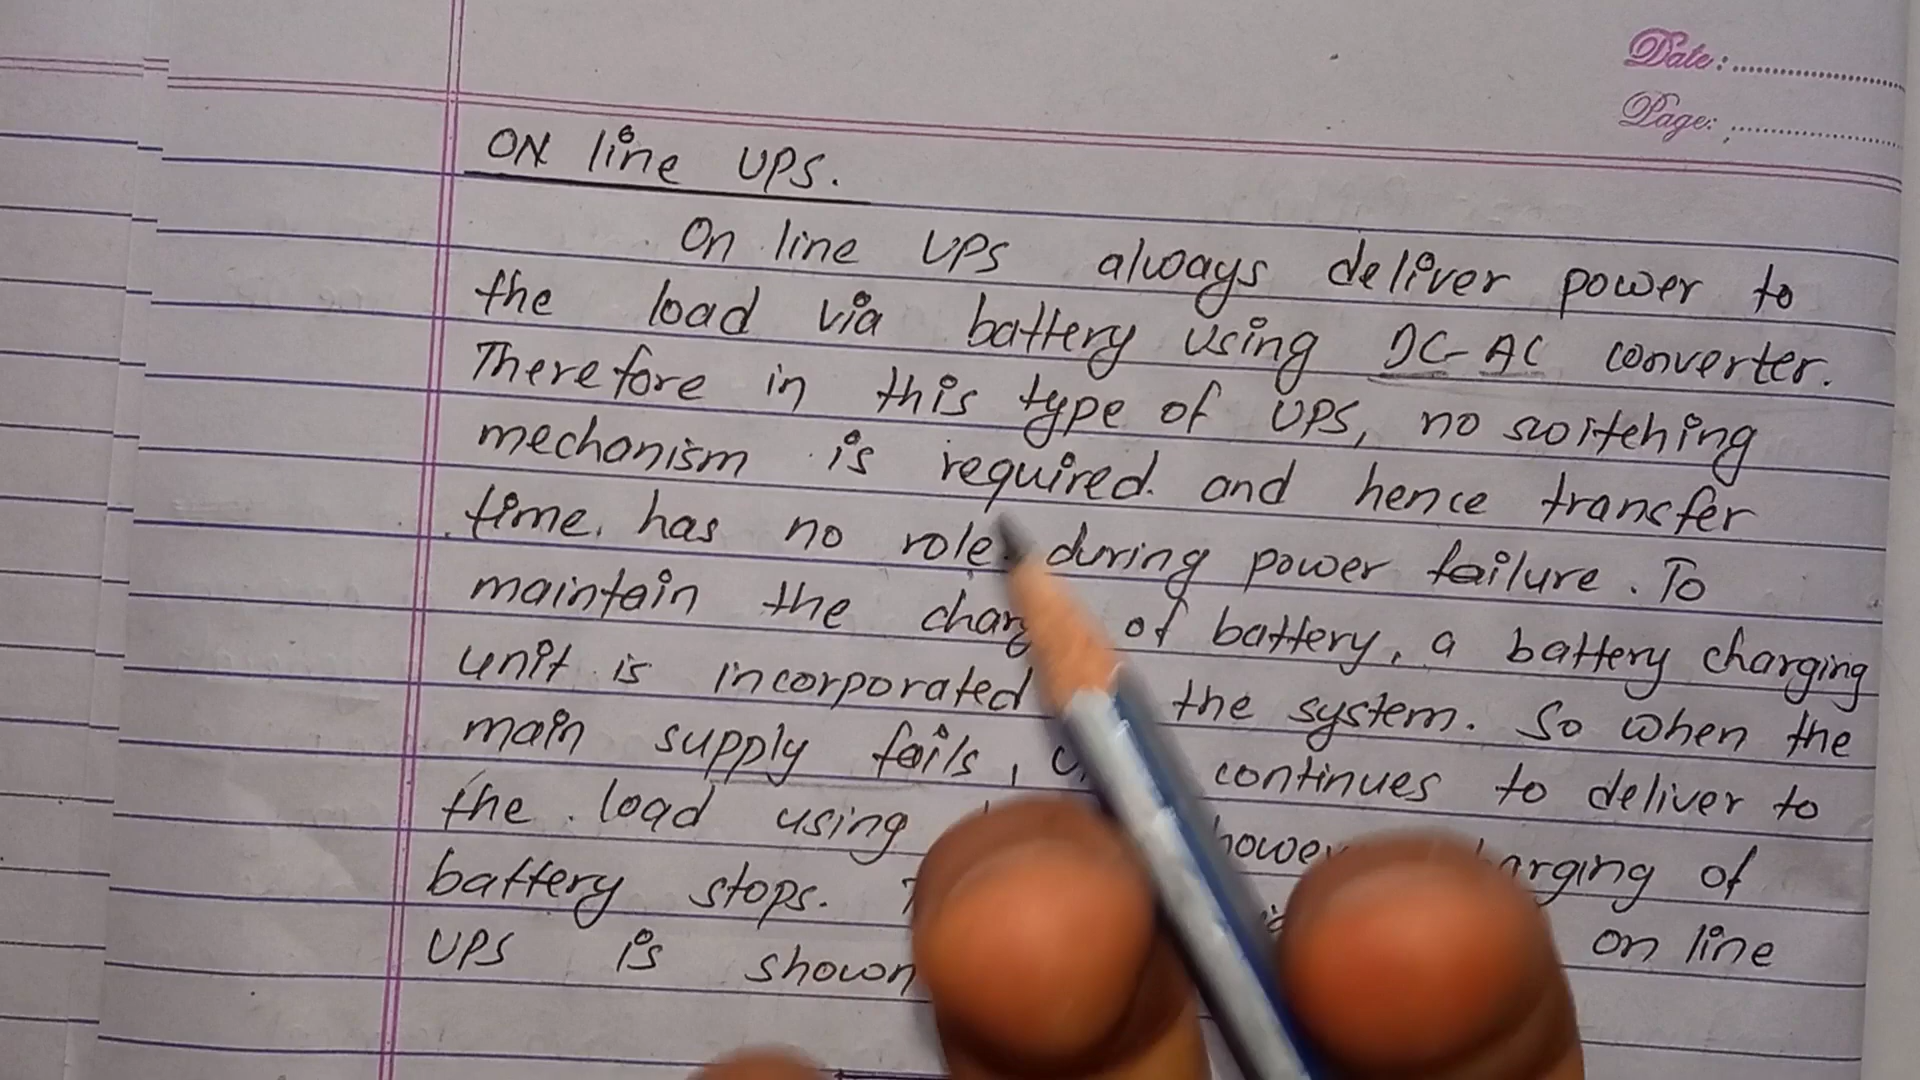 Date:
Page:
ON line UPS.
On line UPS always deliver power to
the load via battery using DC-AC converter.
Therefore in this type of UPS, no switching
mechanism is required. and hence transfer
time. has no role. during power failure. To
maintain the of battery, a battery charging
unit is incorporated the system. So when the
main supply fails, continues to deliver to
the load using of
battery stops. on line
UPS is shown